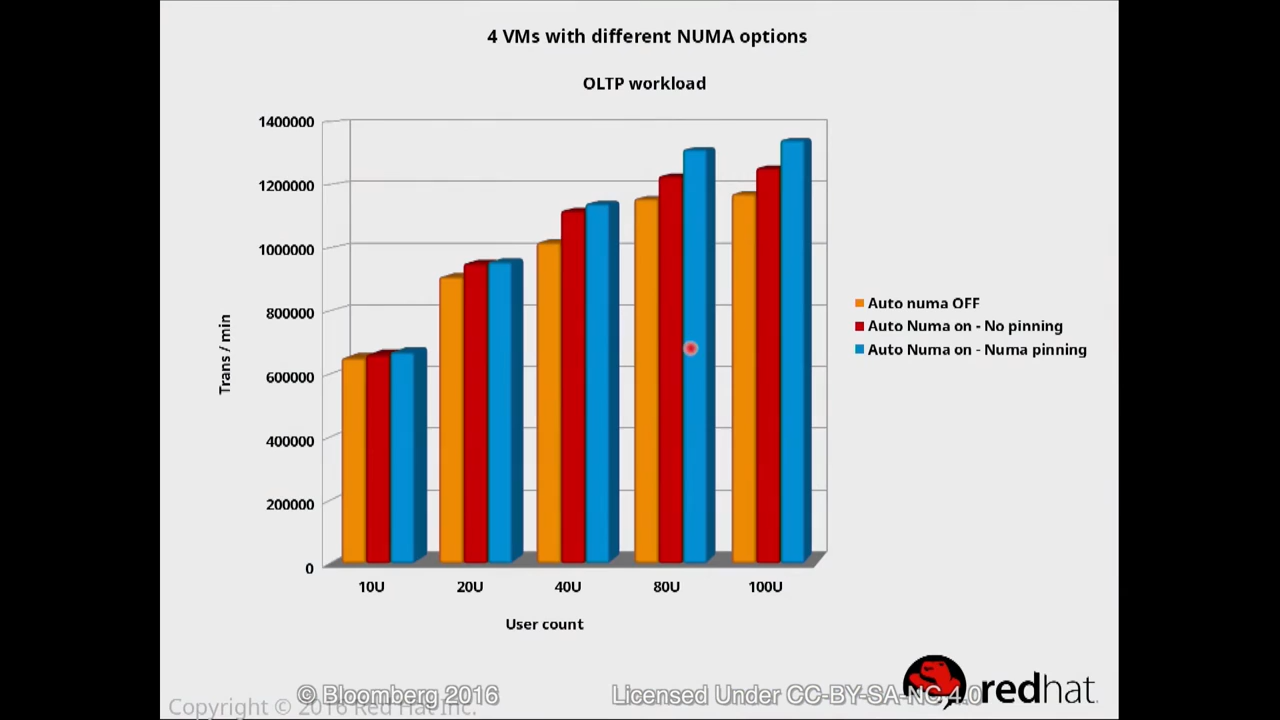 4 VMs with different NUMA options
OLTP workload
1400000
1200000
1000000
800000
600000
400000
200000
0
Trans / min
10U
20U
40U
80U
100U
User count
Auto numa OFF
Auto Numa on - No pinning
Auto Numa on - Numa pinning
redhat.
© Bloomberg 2016
Licensed Under CC-BY-SA-NC 4.0
Copyright © 2016 Red Hat Inc.